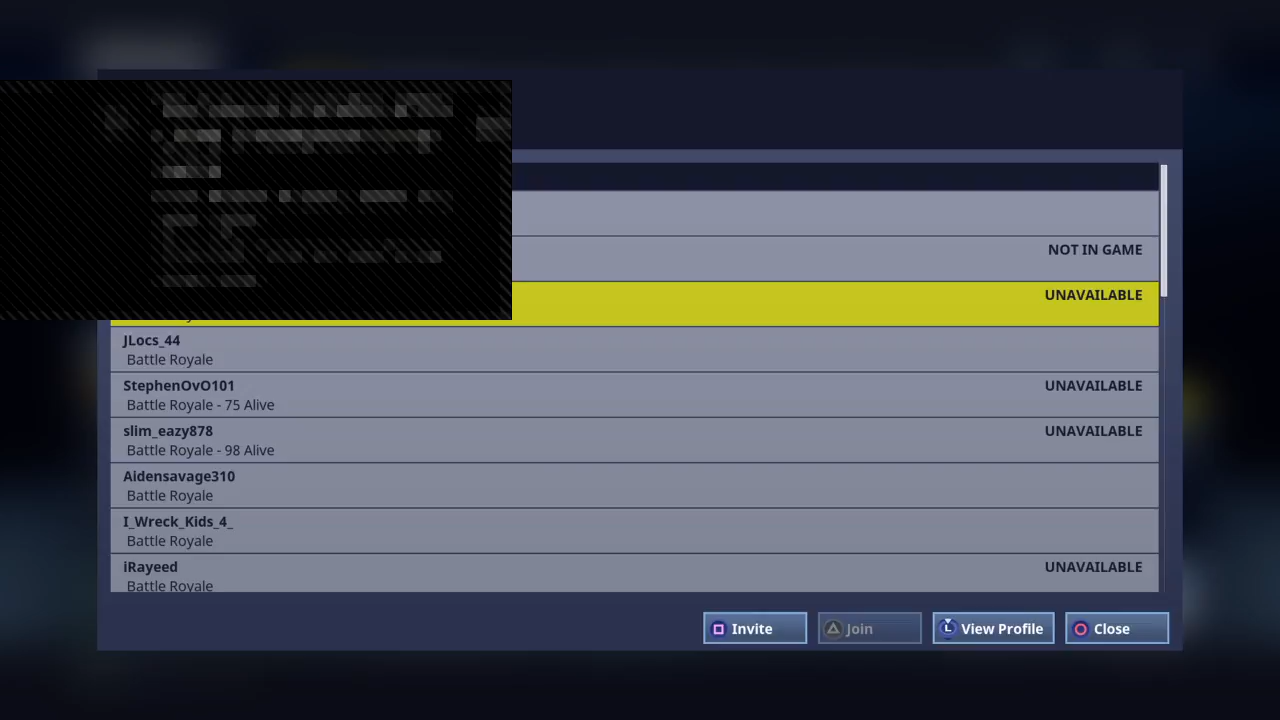 NOT IN GAME
UNAVAILABLE
JLocs_44
Battle Royale
StephenOvO101 UNAVAILABLE
Battle Royale - 75 Alive
slim_eazy878 UNAVAILABLE
Battle Royale - 98 Alive
Aidensavage310
Battle Royale
I_Wreck_Kids_4_
Battle Royale
iRayeed UNAVAILABLE
Battle Royale
Invite Join L View Profile Close